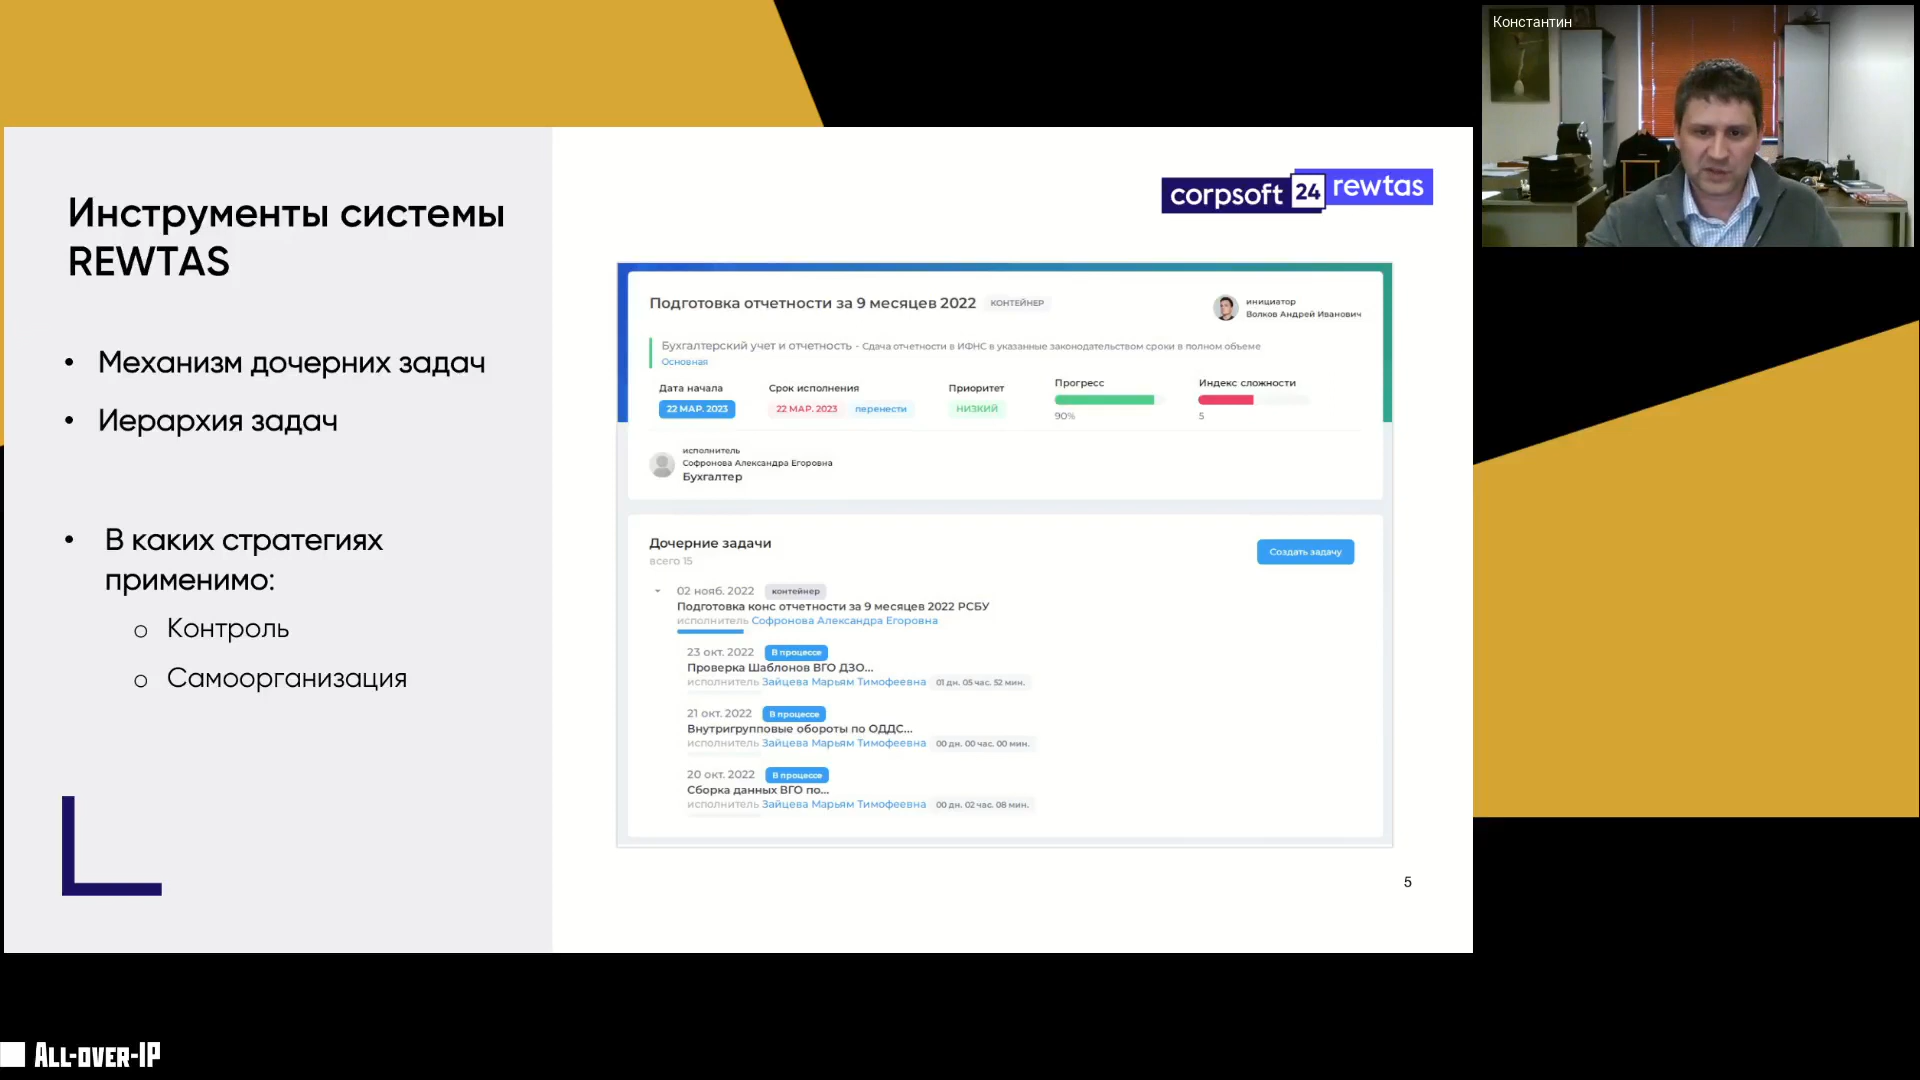 Константин
corpsoft 24 rewtas
Инструменты системы
REWTAS
• Механизм дочерних задач
• Иерархия задач
• В каких стратегиях
применимо:
o Контроль
o Самоорганизация
Подготовка отчетности за 9 месяцев 2022 КОНТЕЙНЕР
инициатор
Волков Андрей Иванович
Бухгалтерский учет и отчетность - Сдача отчетности в ИФНС в указанные законодательством сроки в полном объеме
Основная
Дата начала Срок исполнения Приоритет Прогресс Индекс сложности
22 МАР. 2023 22 МАР. 2023 перенести НИЗКИЙ 90% 5
исполнитель
Софронова Александра Егоровна
Бухгалтер
Дочерние задачи
всего 15
Создать задачу
02 нояб. 2022 контейнер
Подготовка конс отчетности за 9 месяцев 2022 РСБУ
исполнитель Софронова Александра Егоровна
23 окт. 2022 В процессе
Проверка Шаблонов ВГО ДЗО...
исполнитель Зайцева Марьям Тимофеевна 01 дн. 05 час. 52 мин.
21 окт. 2022 В процессе
Внутригрупповые обороты по ОДДС...
исполнитель Зайцева Марьям Тимофеевна 00 дн. 00 час. 00 мин.
20 окт. 2022 В процессе
Сборка данных ВГО по...
исполнитель Зайцева Марьям Тимофеевна 00 дн. 02 час. 08 мин.
5
ALL-OVER-IP